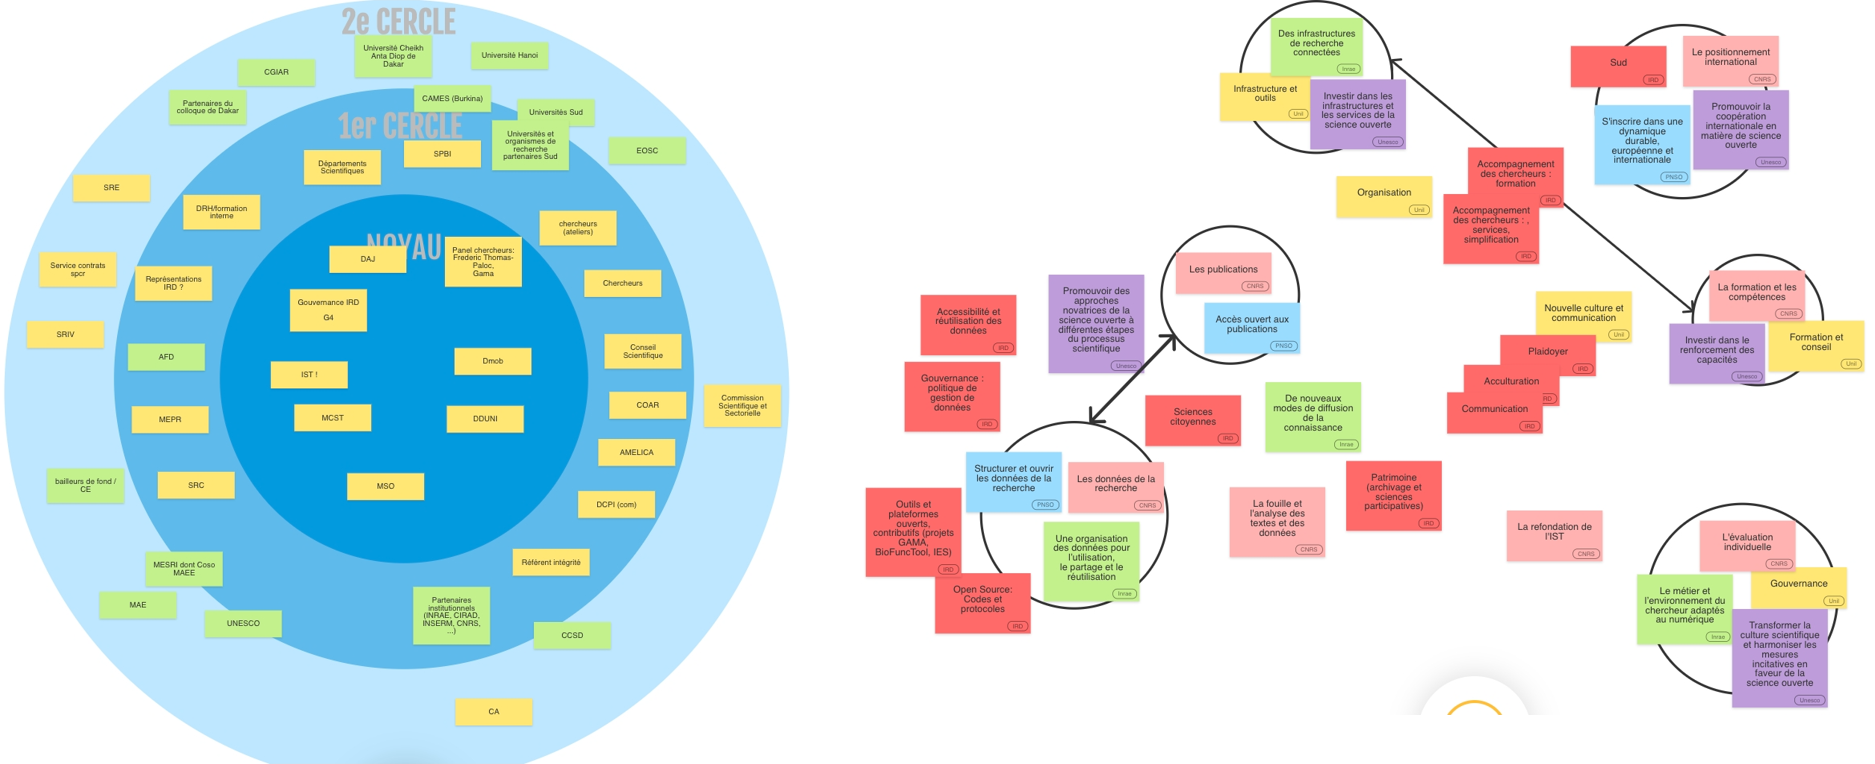 2e CERCLE
Université Cheikh
Anta Diop de
Dakar
Université Hanoi
CGIAR
Partenaires du
colloque de Dakar
CAMES (Burkina)
Universités Sud
1er CERCLE
Universités et
organismes de
recherche
partenaires Sud
EOSC
SPBI
Départements
Scientifiques
SRE
DRH/formation
interne
chercheurs
(ateliers)
NOYAU
DAJ
Panel chercheurs:
Frederic Thomas-
Paloc,
Gama
Service contrats
spcr
Représentations
IRD ?
Chercheurs
Gouvernance IRD
G4
SRIV
AFD
Conseil
Scientifique
Dmob
IST !
COAR
Commission
Scientifique et
Sectorielle
MEPR
MCST
DDUNI
AMELICA
bailleurs de fond /
CE
SRC
MSO
DCPI (com)
MESRI dont Coso
MAEE
Référent intégrité
MAE
UNESCO
Partenaires
institutionnels
(INRAE, CIRAD,
INSERM, CNRS,
...)
CCSD
CA
Des infrastructures
de recherche
connectées
Inrae
Infrastructure et
outils
Unil
Investir dans les
infrastructures et
les services de la
science ouverte
Unesco
Sud
IRD
Le positionnement
international
CNRS
S'inscrire dans une
dynamique
durable,
européenne et
internationale
PNSO
Promouvoir la
coopération
internationale en
matière de science
ouverte
Unesco
Accompagnement
des chercheurs :
formation
IRD
Organisation
Unil
Accompagnement
des chercheurs : ,
services,
simplification
IRD
Les publications
CNRS
Accès ouvert aux
publications
PNSO
Promouvoir des
approches
novatrices de la
science ouverte à
différentes étapes
du processus
scientifique
Unesco
Accessibilité et
réutilisation des
données
IRD
Gouvernance :
politique de
gestion de
données
IRD
La formation et les
compétences
CNRS
Investir dans le
renforcement des
capacités
Unesco
Formation et
conseil
Unil
Nouvelle culture et
communication
Unil
Plaidoyer
IRD
Acculturation
IRD
Communication
IRD
Sciences
citoyennes
IRD
De nouveaux
modes de diffusion
de la
connaissance
Inrae
Structurer et ouvrir
les données de la
recherche
PNSO
Les données de la
recherche
CNRS
Une organisation
des données pour
l'utilisation,
le partage et le
réutilisation
Inrae
Outils et
plateformes
ouverts,
contributifs (projets
GAMA,
BioFuncTool, IES)
IRD
Open Source:
Codes et
protocoles
IRD
La fouille et
l'analyse des
textes et des
données
CNRS
Patrimoine
(archivage et
sciences
participatives)
IRD
La refondation de
l'IST
CNRS
L'évaluation
individuelle
CNRS
Gouvernance
Unil
Le métier et
l'environnement du
chercheur adaptés
au numérique
Inrae
Transformer la
culture scientifique
et harmoniser les
mesures
incitatives en
faveur de la
science ouverte
Unesco